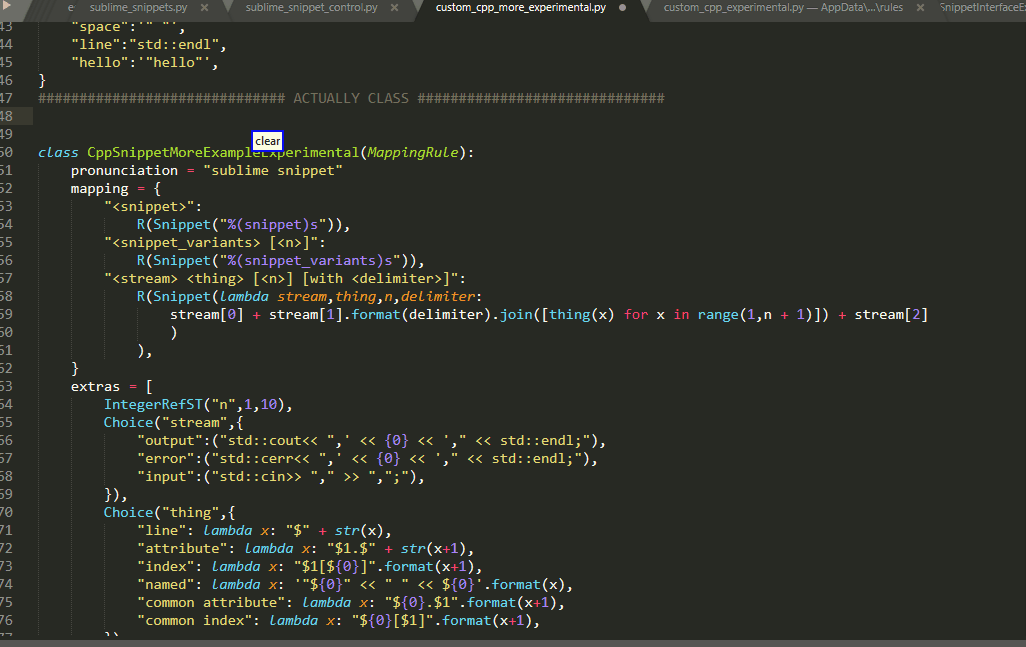 e sublime_snippets.py × sublime_snippet_control.py × custom_cpp_more_experimental.py ● custom_cpp_experimental.py — AppData\...\rules × SnippetInterfaceE
43 "space":'" "',
44 "line":"std::endl",
45 "hello":'"hello"',
46 }
47 ############################## ACTUALLY CLASS ##############################
48
49
clear
50 class CppSnippetMoreExampleExperimental(MappingRule):
51 pronunciation = "sublime snippet"
52 mapping = {
53 "<snippet>":
54 R(Snippet("%(snippet)s")),
55 "<snippet_variants> [<n>]":
56 R(Snippet("%(snippet_variants)s")),
57 "<stream> <thing> [<n>] [with <delimiter>]":
58 R(Snippet(lambda stream,thing,n,delimiter:
59 stream[0] + stream[1].format(delimiter).join([thing(x) for x in range(1,n + 1)]) + stream[2]
60 )
61 ),
62 }
63 extras = [
64 IntegerRefST("n",1,10),
65 Choice("stream",{
66 "output":("std::cout<< ",' << {0} << '," << std::endl;"),
67 "error":("std::cerr<< ",' << {0} << '," << std::endl;"),
68 "input":("std::cin>> "," >> ",";"),
69 }),
70 Choice("thing",{
71 "line": lambda x: "$" + str(x),
72 "attribute": lambda x: "$1.$" + str(x+1),
73 "index": lambda x: "$1[${0}]".format(x+1),
74 "named": lambda x: '"${0}" << " " << ${0}'.format(x),
75 "common attribute": lambda x: "${0}.$1".format(x+1),
76 "common index": lambda x: "${0}[$1]".format(x+1),